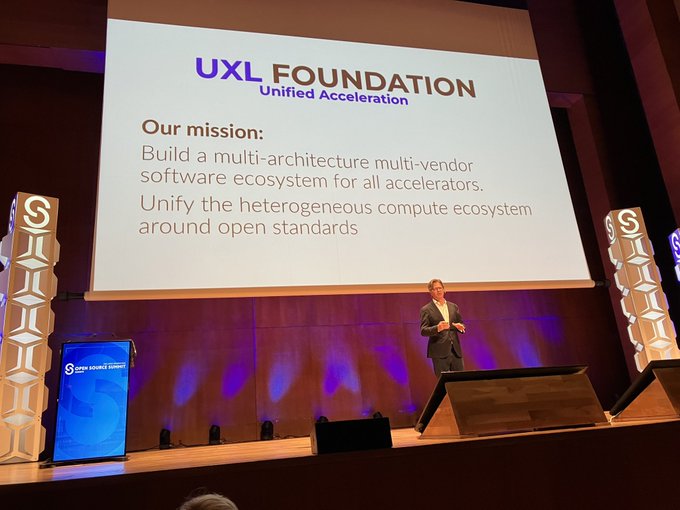 UXL FOUNDATION
Unified Acceleration
Our mission:
Build a multi-architecture multi-vendor
software ecosystem for all accelerators.
Unify the heterogeneous compute ecosystem
around open standards
OPEN SOURCE SUMMIT